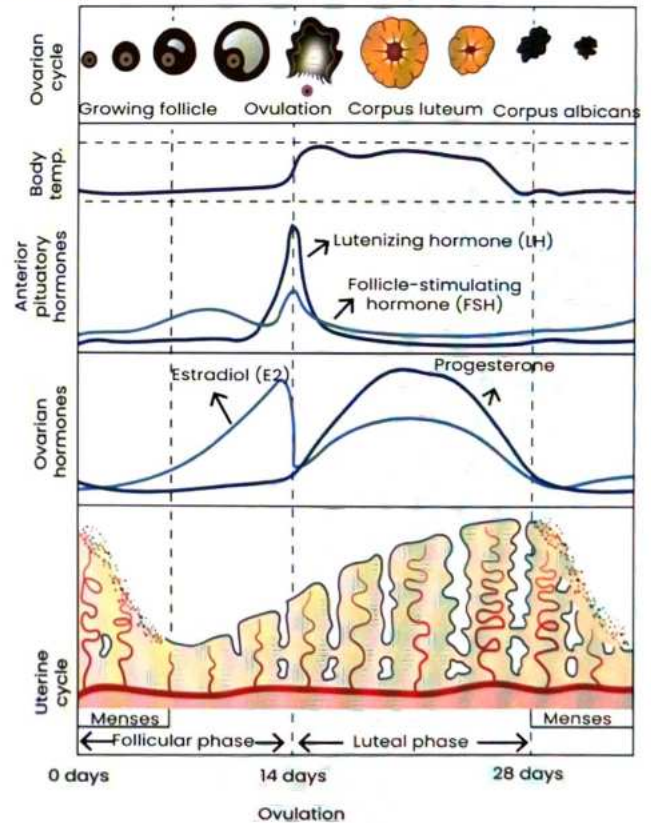 Ovarian
cycle
Growing follicle
Ovulation
Corpus luteum
Corpus albicans
Body
temp.
Anterior
pituatory
hormones
Lutenizing hormone (LH)
Follicle-stimulating
hormone (FSH)
Ovarian
hormones
Estradiol (E2)
Progesterone
Uterine
cycle
Menses
Menses
Follicular phase
Luteal phase
0 days
14 days
28 days
Ovulation